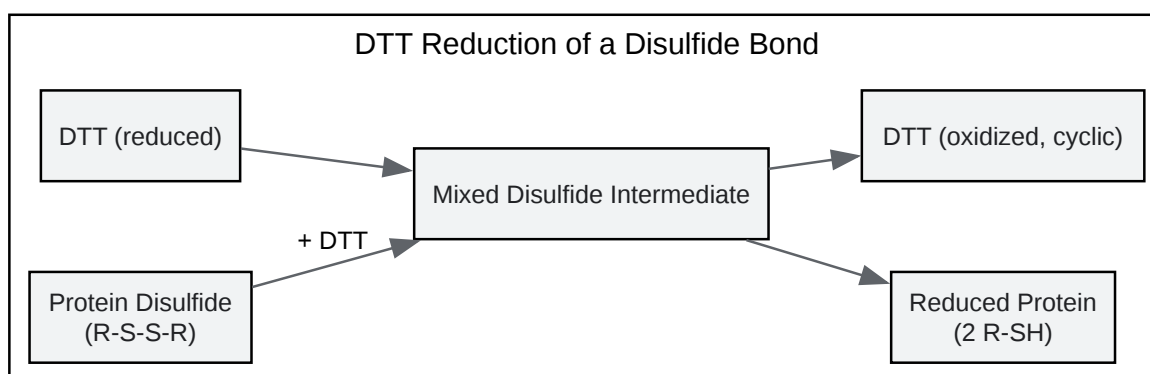 DTT Reduction of a Disulfide Bond
DTT (reduced)
DTT (oxidized, cyclic)
Mixed Disulfide Intermediate
+ DTT
Protein Disulfide
(R-S-S-R)
Reduced Protein
(2 R-SH)